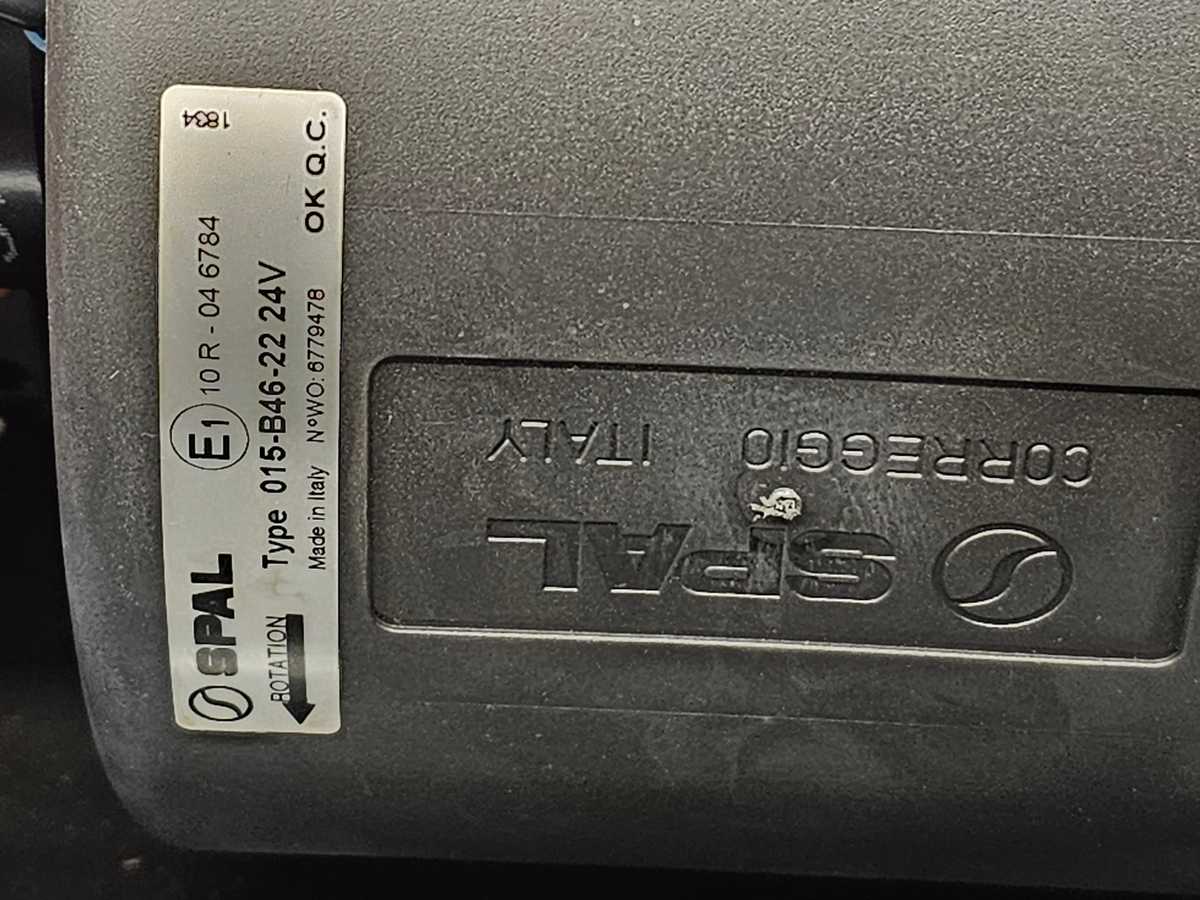 SPAL E1 10 R - 04 6784
ROTATION Type 015-B46-22 24V
Made in Italy N°WO: 6779478 OK Q.C.
SPAL
CORREGGIO ITALY